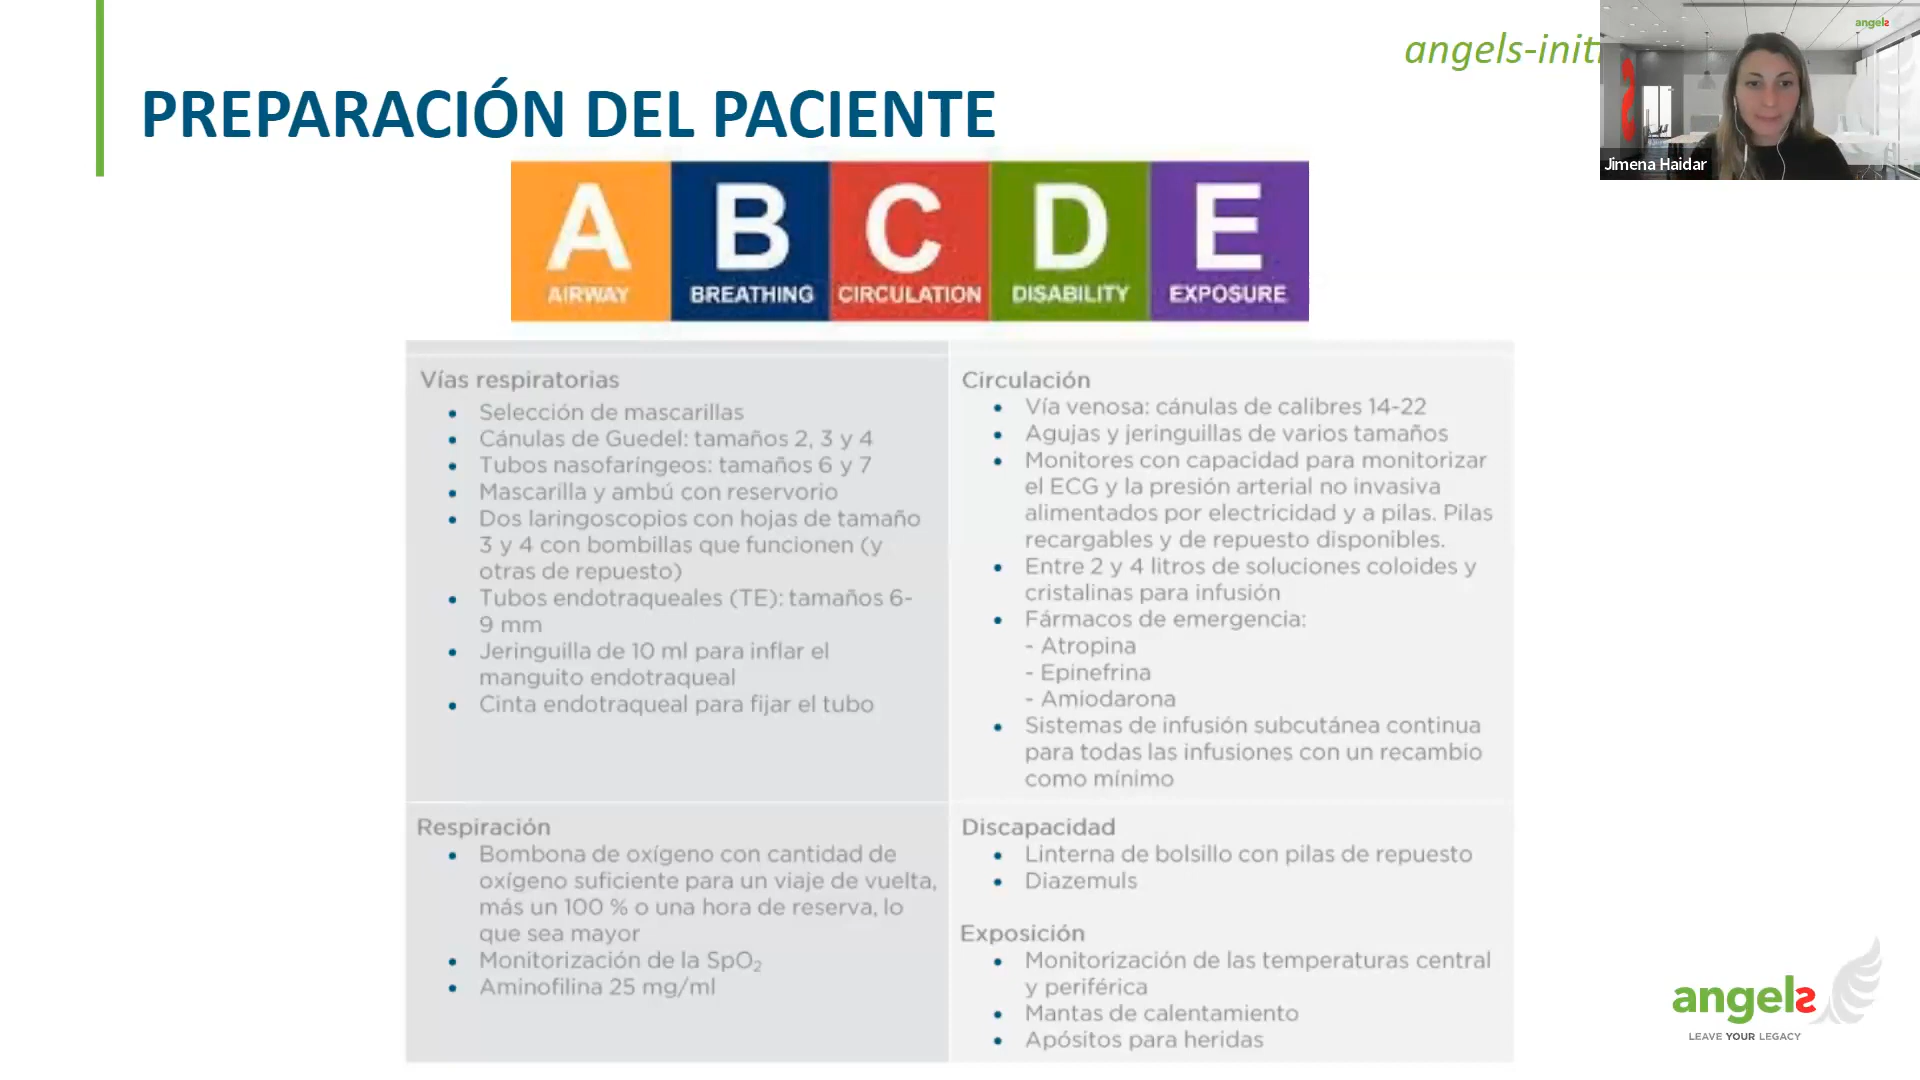 angels-init
angels
PREPARACIÓN DEL PACIENTE
Jimena Haidar
A B C D E
AIRWAY BREATHING CIRCULATION DISABILITY EXPOSURE
Vías respiratorias
• Selección de mascarillas
• Cánulas de Guedel: tamaños 2, 3 y 4
• Tubos nasofaríngeos: tamaños 6 y 7
• Mascarilla y ambú con reservorio
• Dos laringoscopios con hojas de tamaño
3 y 4 con bombillas que funcionen (y
otras de repuesto)
• Tubos endotraqueales (TE): tamaños 6-
9 mm
• Jeringuilla de 10 ml para inflar el
manguito endotraqueal
• Cinta endotraqueal para fijar el tubo
Circulación
• Vía venosa: cánulas de calibres 14-22
• Agujas y jeringuillas de varios tamaños
• Monitores con capacidad para monitorizar
el ECG y la presión arterial no invasiva
alimentados por electricidad y a pilas. Pilas
recargables y de repuesto disponibles.
• Entre 2 y 4 litros de soluciones coloides y
cristalinas para infusión
• Fármacos de emergencia:
- Atropina
- Epinefrina
- Amiodarona
• Sistemas de infusión subcutánea continua
para todas las infusiones con un recambio
como mínimo
Respiración
• Bombona de oxígeno con cantidad de
oxígeno suficiente para un viaje de vuelta,
más un 100 % o una hora de reserva, lo
que sea mayor
• Monitorización de la SpO₂
• Aminofilina 25 mg/ml
Discapacidad
• Linterna de bolsillo con pilas de repuesto
• Diazemuls
Exposición
• Monitorización de las temperaturas central
y periférica
• Mantas de calentamiento
• Apósitos para heridas
angels
LEAVE YOUR LEGACY